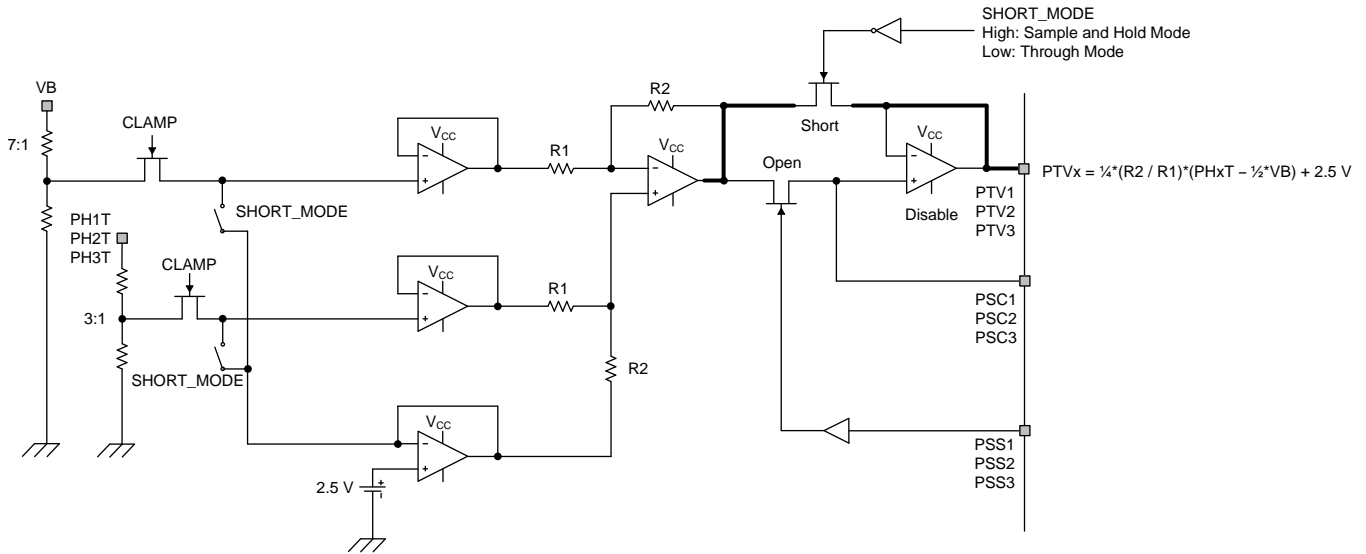 SHORT_MODE
High: Sample and Hold Mode
Low: Through Mode
VB
7:1
CLAMP
SHORT_MODE
PH1T
PH2T
PH3T
CLAMP
3:1
SHORT_MODE
2.5 V
+
VCC
−
+
VCC
−
+
VCC
−
+
R1
R1
R2
R2
VCC
−
+
Short
Open
VCC
−
+
Disable
PTV1
PTV2
PTV3
PTVx = ¼*(R2 / R1)*(PHxT – ½*VB) + 2.5 V
PSC1
PSC2
PSC3
PSS1
PSS2
PSS3